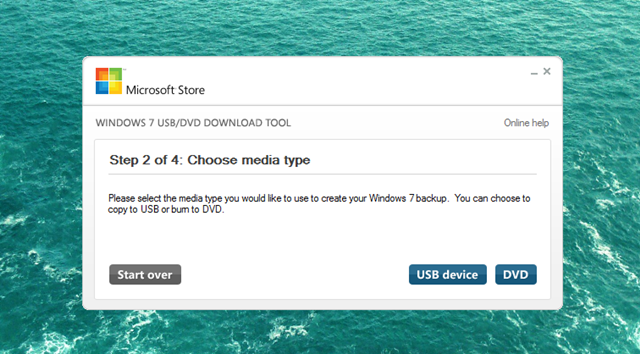 Microsoft Store
WINDOWS 7 USB/DVD DOWNLOAD TOOL
Online help
Step 2 of 4: Choose media type
Please select the media type you would like to use to create your Windows 7 backup. You can choose to
copy to USB or burn to DVD.
Start over
USB device
DVD